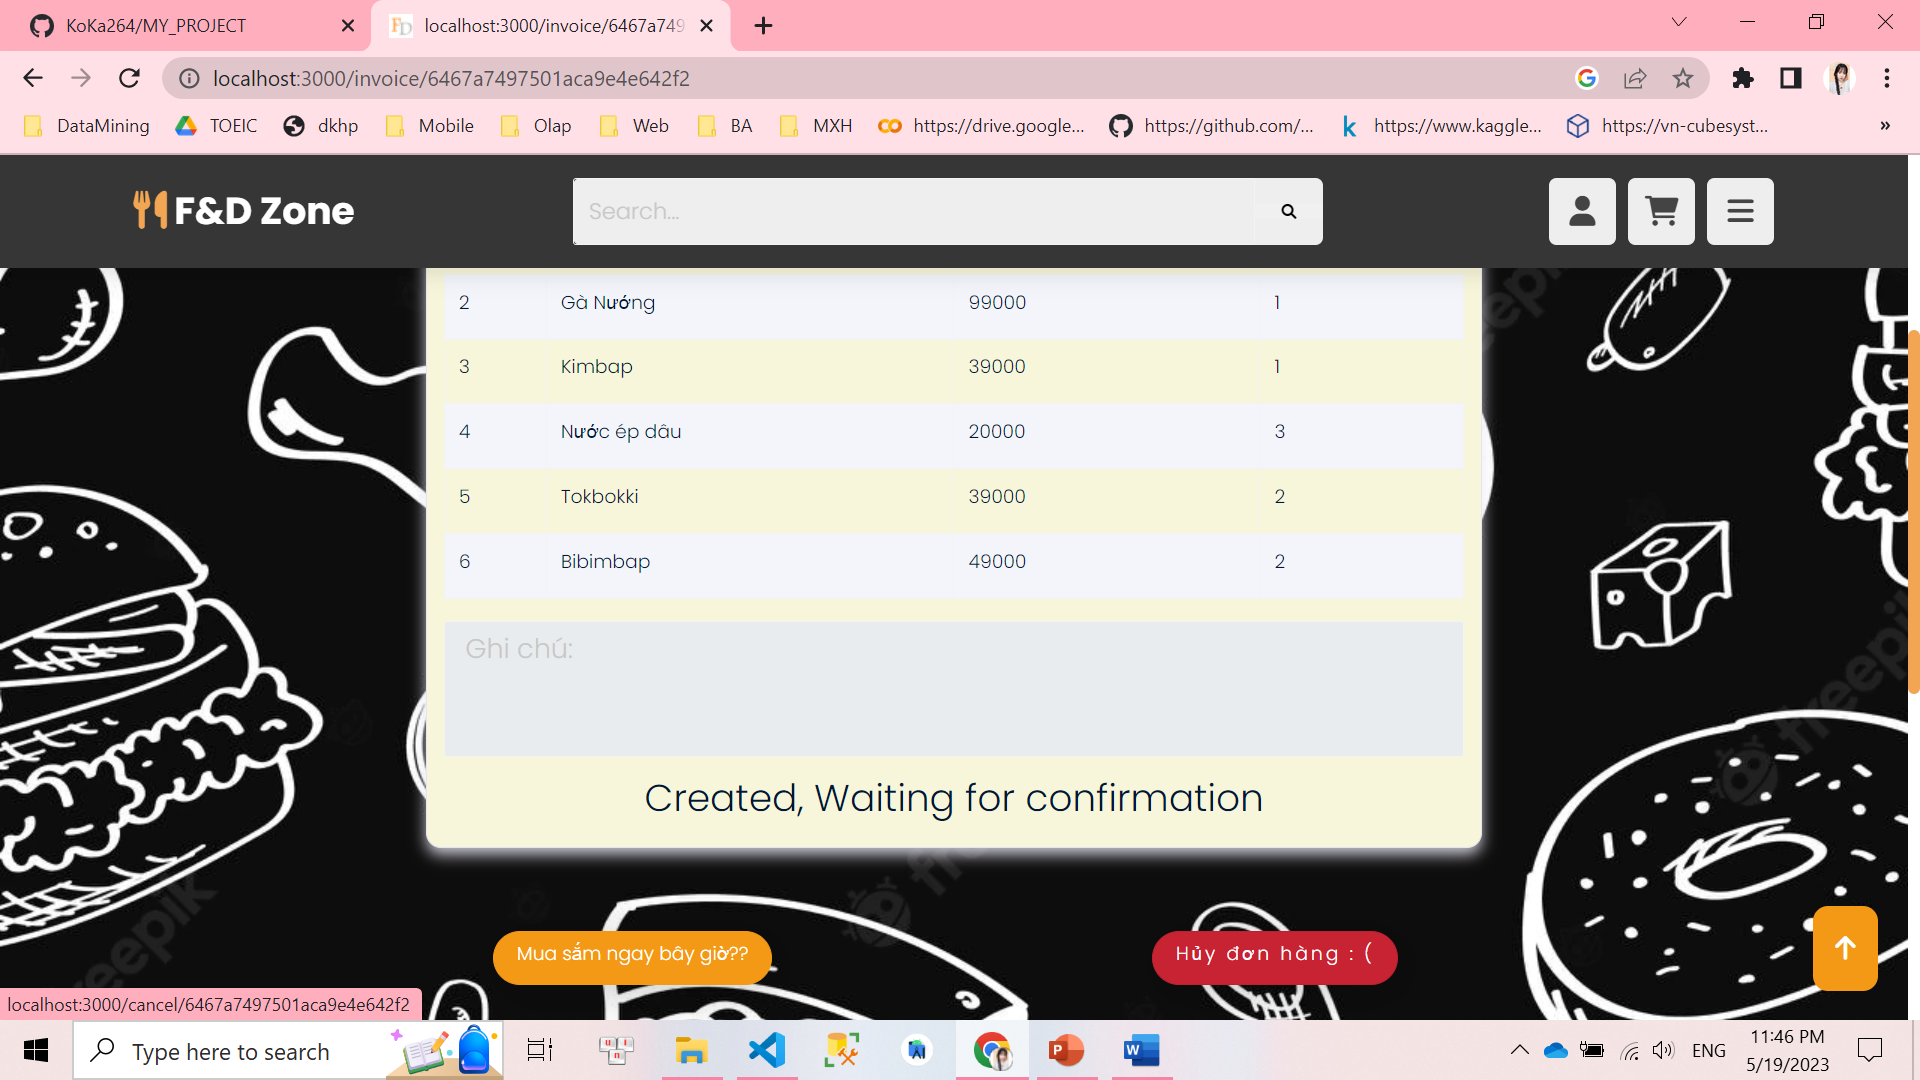 KoKa264/MY_PROJECT
localhost:3000/invoice/6467a749
localhost:3000/invoice/6467a7497501aca9e4e642f2
DataMining TOEIC dkhp Mobile Olap Web BA MXH https://drive.google... https://github.com/... https://www.kaggle... https://vn-cubesyst... »
F&D Zone Search...
2 Gà Nướng 99000 1
3 Kimbap 39000 1
4 Nước ép dâu 20000 3
5 Tokbokki 39000 2
6 Bibimbap 49000 2
Ghi chú:
Created, Waiting for confirmation
Mua sắm ngay bây giờ?? Hủy đơn hàng : (
localhost:3000/cancel/6467a7497501aca9e4e642f2
Type here to search
ENG
11:46 PM
5/19/2023
freepik
freepik